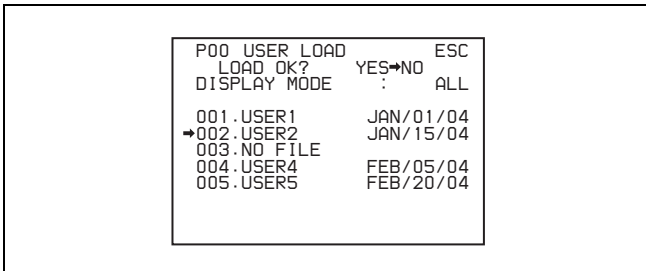 P00 USER LOAD ESC
LOAD OK? YES➡NO
DISPLAY MODE : ALL
001.USER1 JAN/01/04
➡002.USER2 JAN/15/04
003.NO FILE
004.USER4 FEB/05/04
005.USER5 FEB/20/04